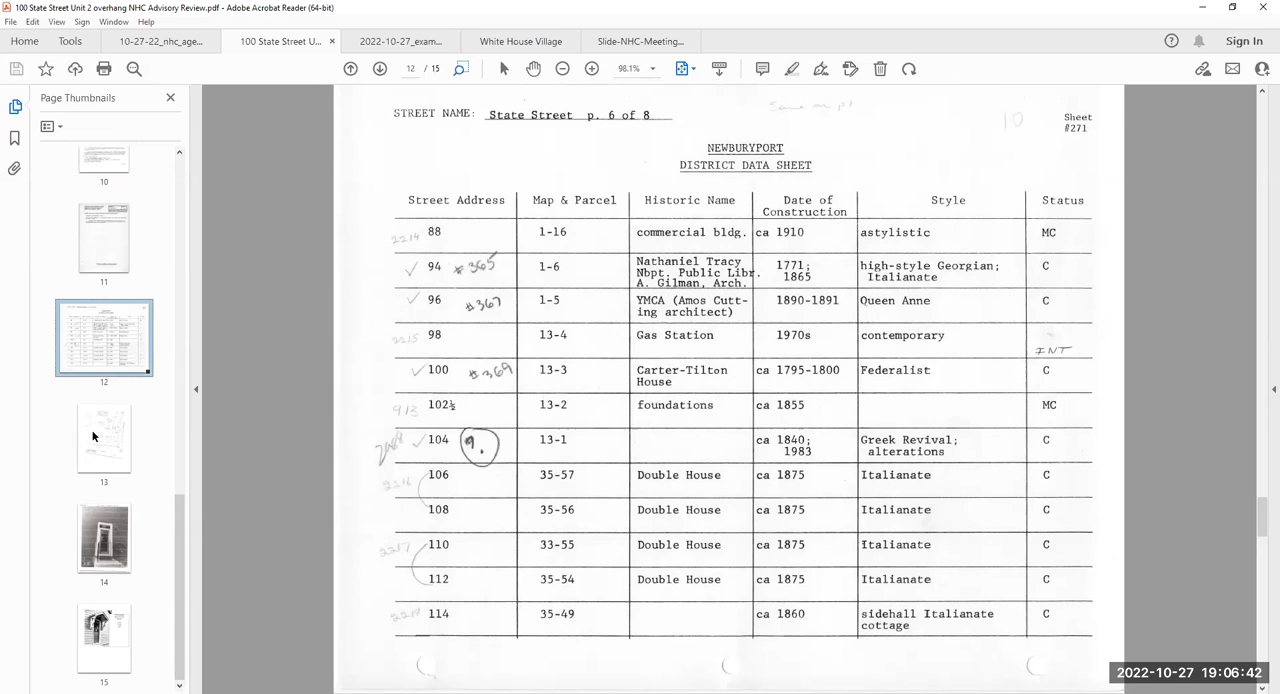 100 State Street Unit 2 overhang NHC Advisory Review.pdf - Adobe Acrobat Reader (64-bit)
File Edit View Sign Window Help
Home Tools 10-27-22_nhc_age... 100 State Street U... × 2022-10-27_exam... White House Village Slide-NHC-Meeting... Sign In
12 / 15 98.1%
Page Thumbnails
10
11
12
13
14
15
STREET NAME: State Street p. 6 of 8
Same as p1
10
Sheet
#271
NEWBURYPORT
DISTRICT DATA SHEET
Street Address Map & Parcel Historic Name Date of Construction Style Status
2214 88 1-16 commercial bldg. ca 1910 astylistic MC
✓ 94 #365 1-6 Nathaniel Tracy Nbpt. Public Libr. A. Gilman, Arch. 1771; 1865 high-style Georgian; Italianate C
✓ 96 #367 1-5 YMCA (Amos Cutting architect) 1890-1891 Queen Anne C
2215 98 13-4 Gas Station 1970s contemporary INT
✓ 100 #369 13-3 Carter-Tilton House ca 1795-1800 Federalist C
913 102½ 13-2 foundations ca 1855 MC
✓ 104 9. 13-1 ca 1840; 1983 Greek Revival; alterations C
2216 106 35-57 Double House ca 1875 Italianate C
108 35-56 Double House ca 1875 Italianate C
2217 110 33-55 Double House ca 1875 Italianate C
112 35-54 Double House ca 1875 Italianate C
114 35-49 ca 1860 sidehall Italianate cottage C
2022-10-27 19:06:42